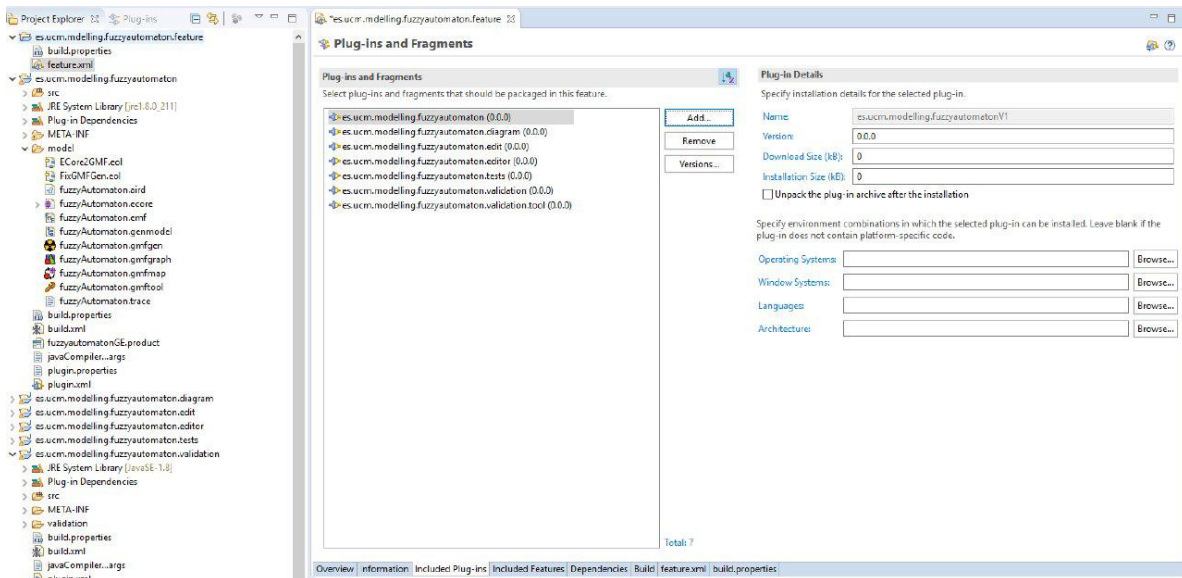 Project Explorer
Plug-ins
es.ucm.mdelling.fuzzyautomaton.feature
build.properties
feature.xml
es.ucm.modelling.fuzzyautomaton
src
JRE System Library [jre1.8.0_211]
Plug-in Dependencies
META-INF
model
ECore2GMF.eol
FixGMFGen.eol
fuzzyAutomaton.aird
fuzzyAutomaton.ecore
fuzzyAutomaton.emf
fuzzyAutomaton.genmodel
fuzzyAutomaton.gmfgen
fuzzyAutomaton.gmfgraph
fuzzyAutomaton.gmfmap
fuzzyAutomaton.gmftool
fuzzyAutomaton.trace
build.properties
build.xml
fuzzyautomatonGE.product
javaCompiler...args
plugin.properties
plugin.xml
es.ucm.modelling.fuzzyautomaton.diagram
es.ucm.modelling.fuzzyautomaton.edit
es.ucm.modelling.fuzzyautomaton.editor
es.ucm.modelling.fuzzyautomaton.tests
es.ucm.modelling.fuzzyautomaton.validation
JRE System Library [JavaSE-1.8]
Plug-in Dependencies
src
META-INF
validation
build.properties
build.xml
javaCompiler...args
plugin.xml
*es.ucm.mdelling.fuzzyautomaton.feature
Plug-ins and Fragments
Plug-ins and Fragments
Select plug-ins and fragments that should be packaged in this feature.
es.ucm.modelling.fuzzyautomaton (0.0.0)
es.ucm.modelling.fuzzyautomaton.diagram (0.0.0)
es.ucm.modelling.fuzzyautomaton.edit (0.0.0)
es.ucm.modelling.fuzzyautomaton.editor (0.0.0)
es.ucm.modelling.fuzzyautomaton.tests (0.0.0)
es.ucm.modelling.fuzzyautomaton.validation (0.0.0)
es.ucm.modelling.fuzzyautomaton.validation.tool (0.0.0)
Add...
Remove
Versions...
Total: 7
Plug-in Details
Specify installation details for the selected plug-in.
Name: es.ucm.modelling.fuzzyautomatonV1
Version: 0.0.0
Download Size (kB): 0
Installation Size (kB): 0
Unpack the plug-in archive after the installation
Specify environment combinations in which the selected plug-in can be installed. Leave blank if the
plug-in does not contain platform-specific code.
Operating Systems: Browse...
Window Systems: Browse...
Languages: Browse...
Architecture: Browse...
Overview Information Included Plug-ins Included Features Dependencies Build feature.xml build.properties